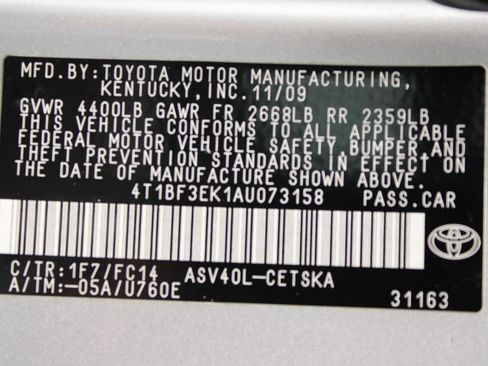 MFD.BY:TOYOTA MOTOR MANUFACTURING,
KENTUCKY,INC.11/09
GVWR 4400LB GAWR FR 2668LB RR 2359LB
THIS VEHICLE CONFORMS TO ALL APPLICABLE
FEDERAL MOTOR VEHICLE SAFETY BUMPER AND
THEFT PREVENTION STANDARDS IN EFFECT ON
THE DATE OF MANUFACTURE SHOWN ABOVE.
4T1BF3EK1AU073158 PASS.CAR
C/TR:1FZ/FC14 ASV40L-CETSKA
A/TM:-05A/U760E 31163